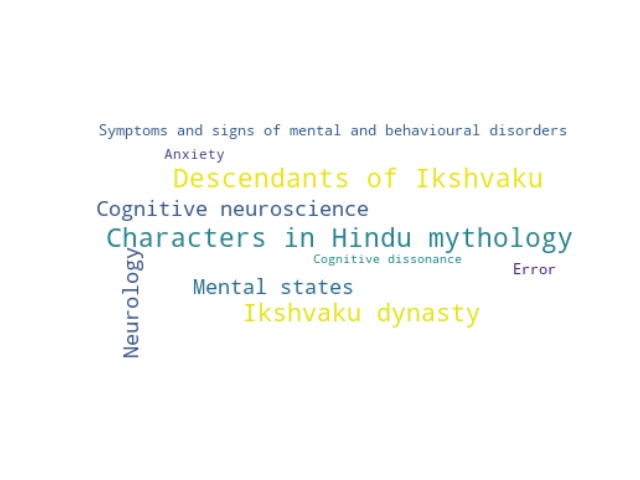 Symptoms and signs of mental and behavioural disorders
Anxiety
Descendants of Ikshvaku
Cognitive neuroscience
Characters in Hindu mythology
Cognitive dissonance
Error
Mental states
Neurology
Ikshvaku dynasty